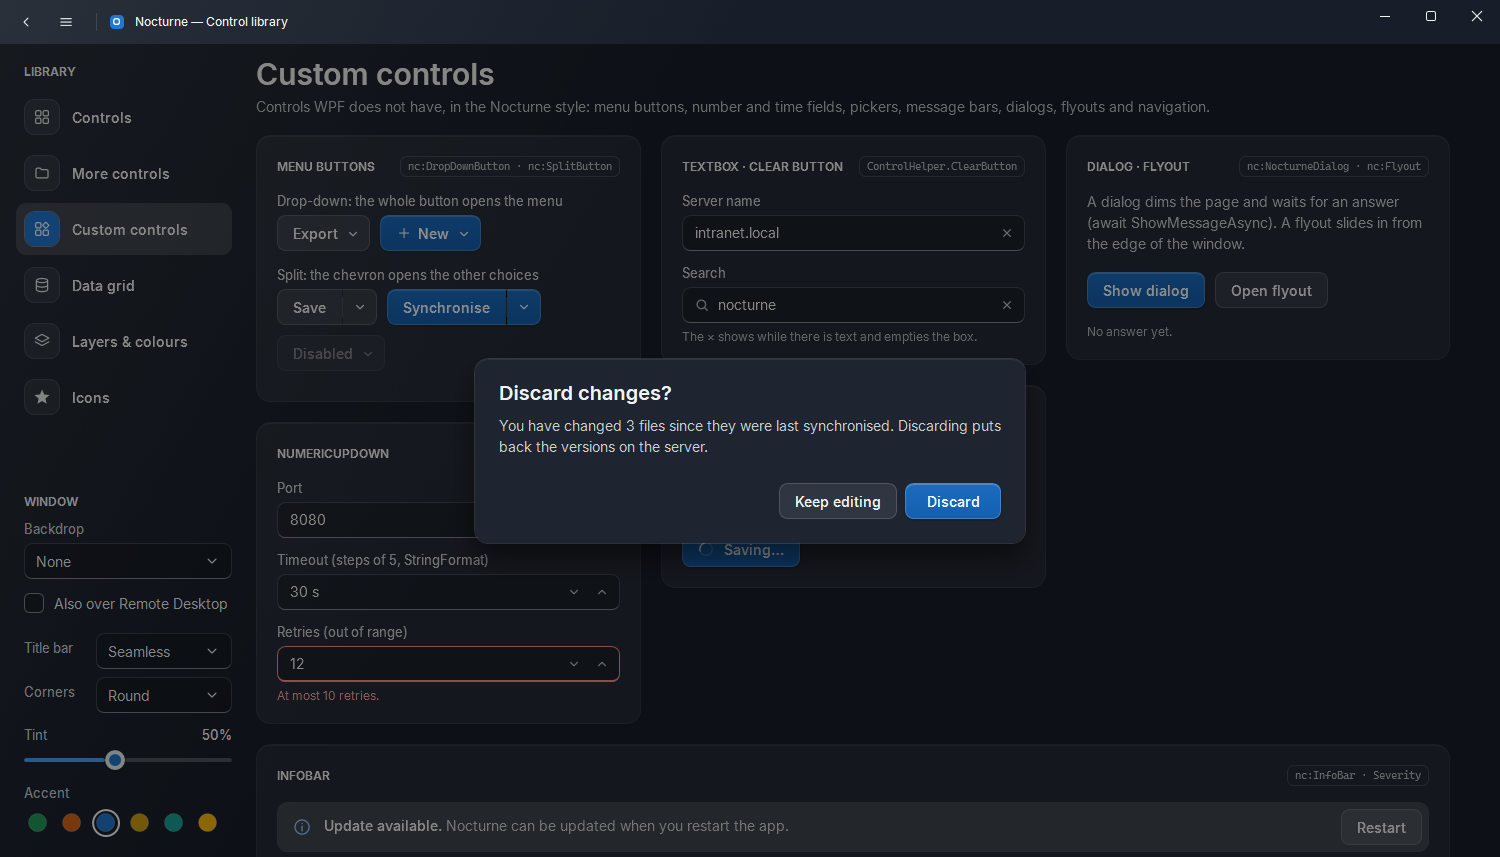 Nocturne — Control library
LIBRARY
Controls
More controls
Custom controls
Data grid
Layers & colours
Icons
WINDOW
Backdrop
None
Also over Remote Desktop
Title bar
Seamless
Corners
Round
Tint
50%
Accent
Custom controls
Controls WPF does not have, in the Nocturne style: menu buttons, number and time fields, pickers, message bars, dialogs, flyouts and navigation.
MENU BUTTONS
nc:DropDownButton · nc:SplitButton
Drop-down: the whole button opens the menu
Export
New
Split: the chevron opens the other choices
Save
Synchronise
Disabled
TEXTBOX · CLEAR BUTTON
ControlHelper.ClearButton
Server name
intranet.local
Search
nocturne
The × shows while there is text and empties the box.
DIALOG · FLYOUT
nc:NocturneDialog · nc:Flyout
A dialog dims the page and waits for an answer
(await ShowMessageAsync). A flyout slides in from
the edge of the window.
Show dialog
Open flyout
No answer yet.
Discard changes?
You have changed 3 files since they were last synchronised. Discarding puts
back the versions on the server.
Keep editing
Discard
NUMERICUPDOWN
Port
8080
Timeout (steps of 5, StringFormat)
30 s
Retries (out of range)
12
At most 10 retries.
Saving...
INFOBAR
nc:InfoBar · Severity
Update available. Nocturne can be updated when you restart the app.
Restart